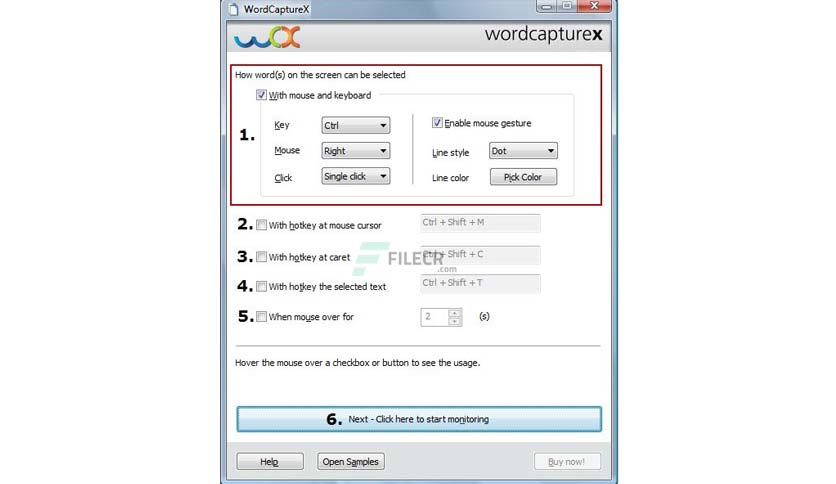 WordCaptureX
wcx wordcapturex
How word(s) on the screen can be selected
With mouse and keyboard
1.
Key Ctrl Enable mouse gesture
Mouse Right Line style Dot
Click Single click Line color Pick Color
2. With hotkey at mouse cursor Ctrl + Shift + M
3. With hotkey at caret Ctrl + Shift + C
FILECR
.com
4. With hotkey the selected text Ctrl + Shift + T
5. When mouse over for 2 (s)
Hover the mouse over a checkbox or button to see the usage.
6. Next - Click here to start monitoring
Help Open Samples Buy now!